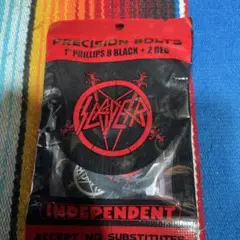 PRECISION BOLTS
1" PHILLIPS 8 BLACK + 2 RED
SLAYER
INDEPENDENT
ACCEPT NO SUBSTITUTES